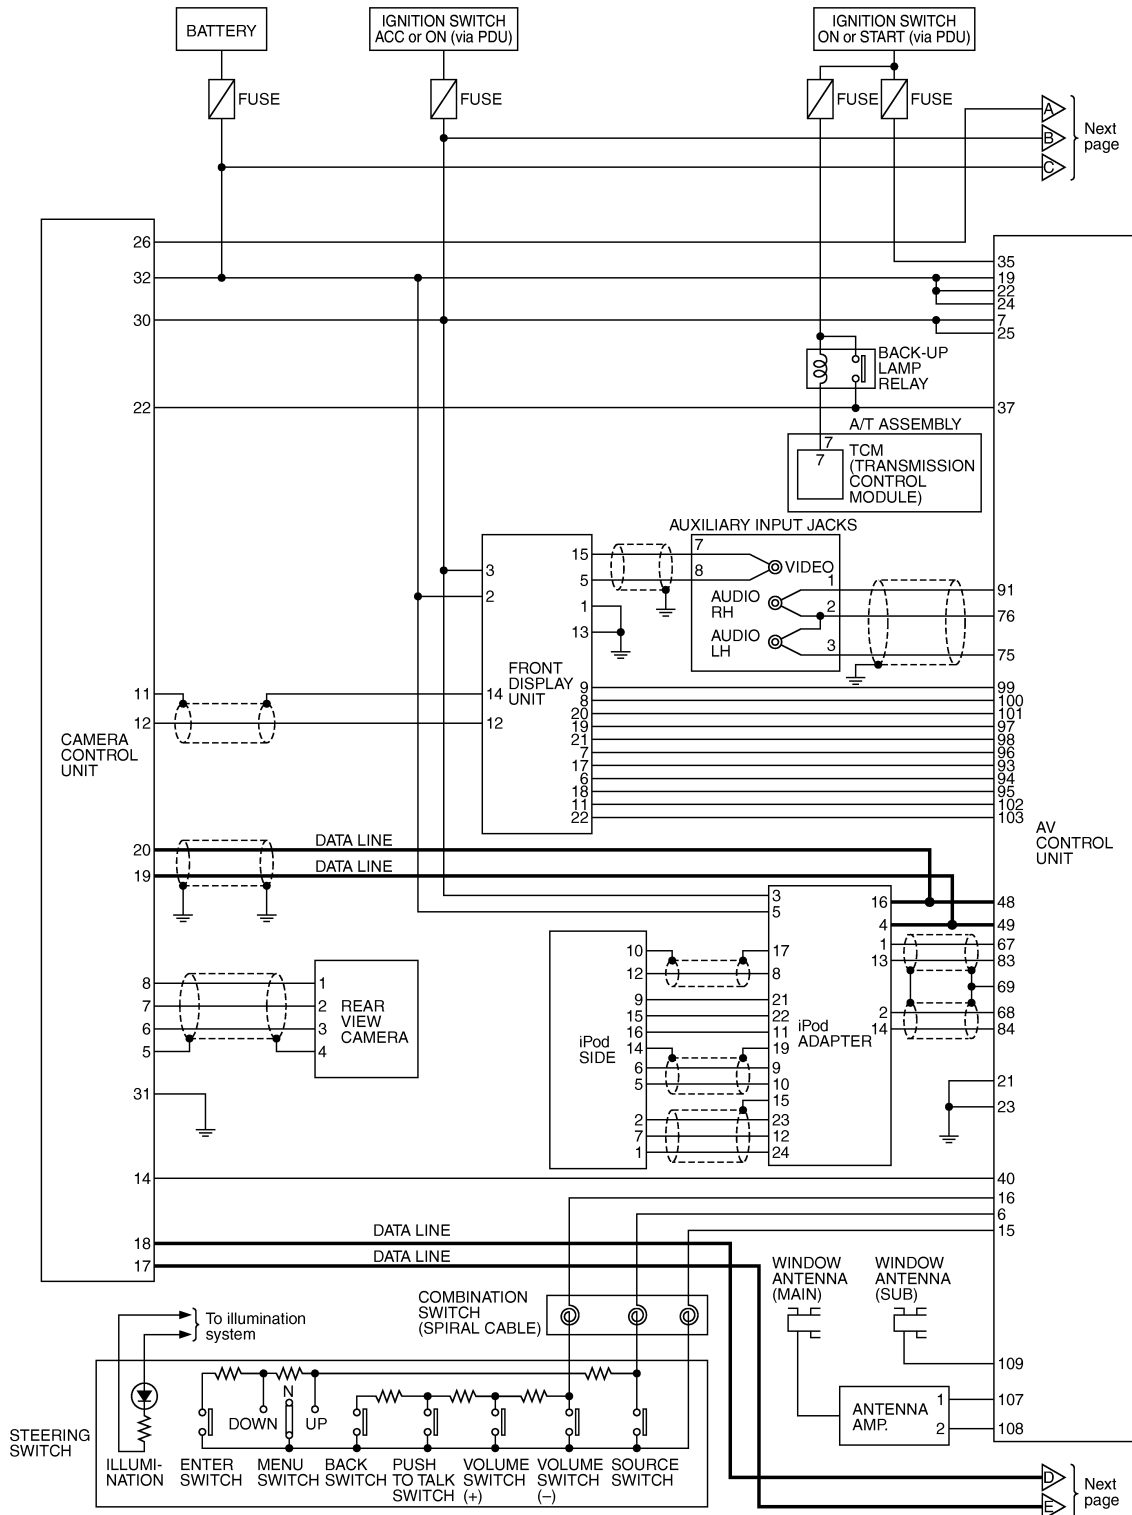 BATTERY
IGNITION SWITCH
ACC or ON (via PDU)
IGNITION SWITCH
ON or START (via PDU)
FUSE
FUSE
FUSE
FUSE
A
B
C
Next
page
26
32
30
22
35
19
22
24
7
25
37
BACK-UP
LAMP
RELAY
A/T ASSEMBLY
7
7
TCM
(TRANSMISSION
CONTROL
MODULE)
AUXILIARY INPUT JACKS
7
8
VIDEO
AUDIO
RH
AUDIO
LH
1
2
3
91
76
75
3
2
15
5
1
13
FRONT
DISPLAY
UNIT
14
12
11
12
CAMERA
CONTROL
UNIT
9
8
20
19
21
7
17
6
18
11
22
99
100
101
97
98
96
93
94
95
102
103
AV
CONTROL
UNIT
20
19
DATA LINE
DATA LINE
3
5
16
4
1
13
2
14
48
49
67
83
69
68
84
8
7
6
5
1
2
3
4
REAR
VIEW
CAMERA
iPod
SIDE
10
12
9
15
16
14
6
5
2
7
1
17
8
21
22
11
19
9
10
15
23
12
24
iPod
ADAPTER
31
21
23
14
40
16
6
15
18
17
DATA LINE
DATA LINE
COMBINATION
SWITCH
(SPIRAL CABLE)
WINDOW
ANTENNA
(MAIN)
WINDOW
ANTENNA
(SUB)
109
107
108
ANTENNA
AMP.
1
2
To illumination
system
STEERING
SWITCH
N
DOWN
UP
ILLUMI-
NATION
ENTER
SWITCH
MENU
SWITCH
BACK
SWITCH
PUSH
TO TALK
SWITCH
VOLUME
SWITCH
(+)
VOLUME
SWITCH
(–)
SOURCE
SWITCH
D
E
Next
page